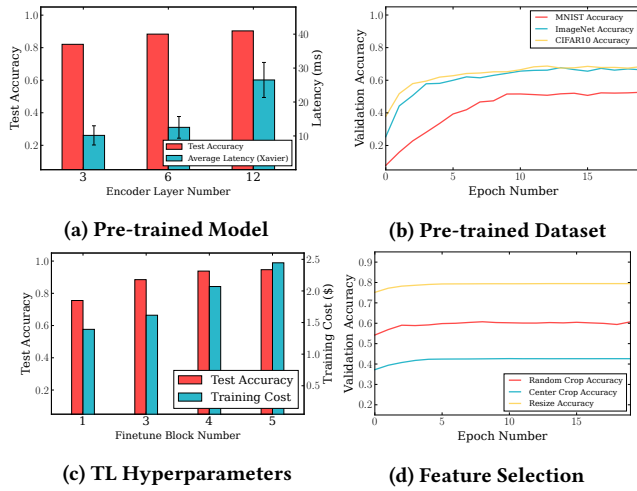 1.0
0.8
0.6
0.4
0.2
Test Accuracy
40
30
20
10
Latency (ms)
Test Accuracy
Average Latency (Xavier)
3 6 12
Encoder Layer Number
(a) Pre-trained Model
1.0
0.8
0.6
0.4
0.2
Validation Accuracy
MNIST Accuracy
ImageNet Accuracy
CIFAR10 Accuracy
0 5 10 15
Epoch Number
(b) Pre-trained Dataset
1.0
0.8
0.6
0.4
0.2
Test Accuracy
2.5
2.0
1.5
1.0
0.5
Training Cost ($)
Test Accuracy
Training Cost
1 3 4 5
Finetune Block Number
(c) TL Hyperparameters
0.9
0.8
0.7
0.6
0.5
0.4
0.3
0.2
Validation Accuracy
Random Crop Accuracy
Center Crop Accuracy
Resize Accuracy
0 5 10 15
Epoch Number
(d) Feature Selection